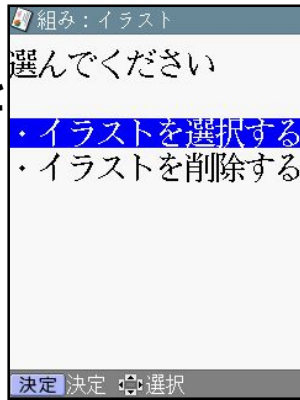 組み：イラスト
選んでください
・イラストを選択する
・イラストを削除する
決定 決定 選択